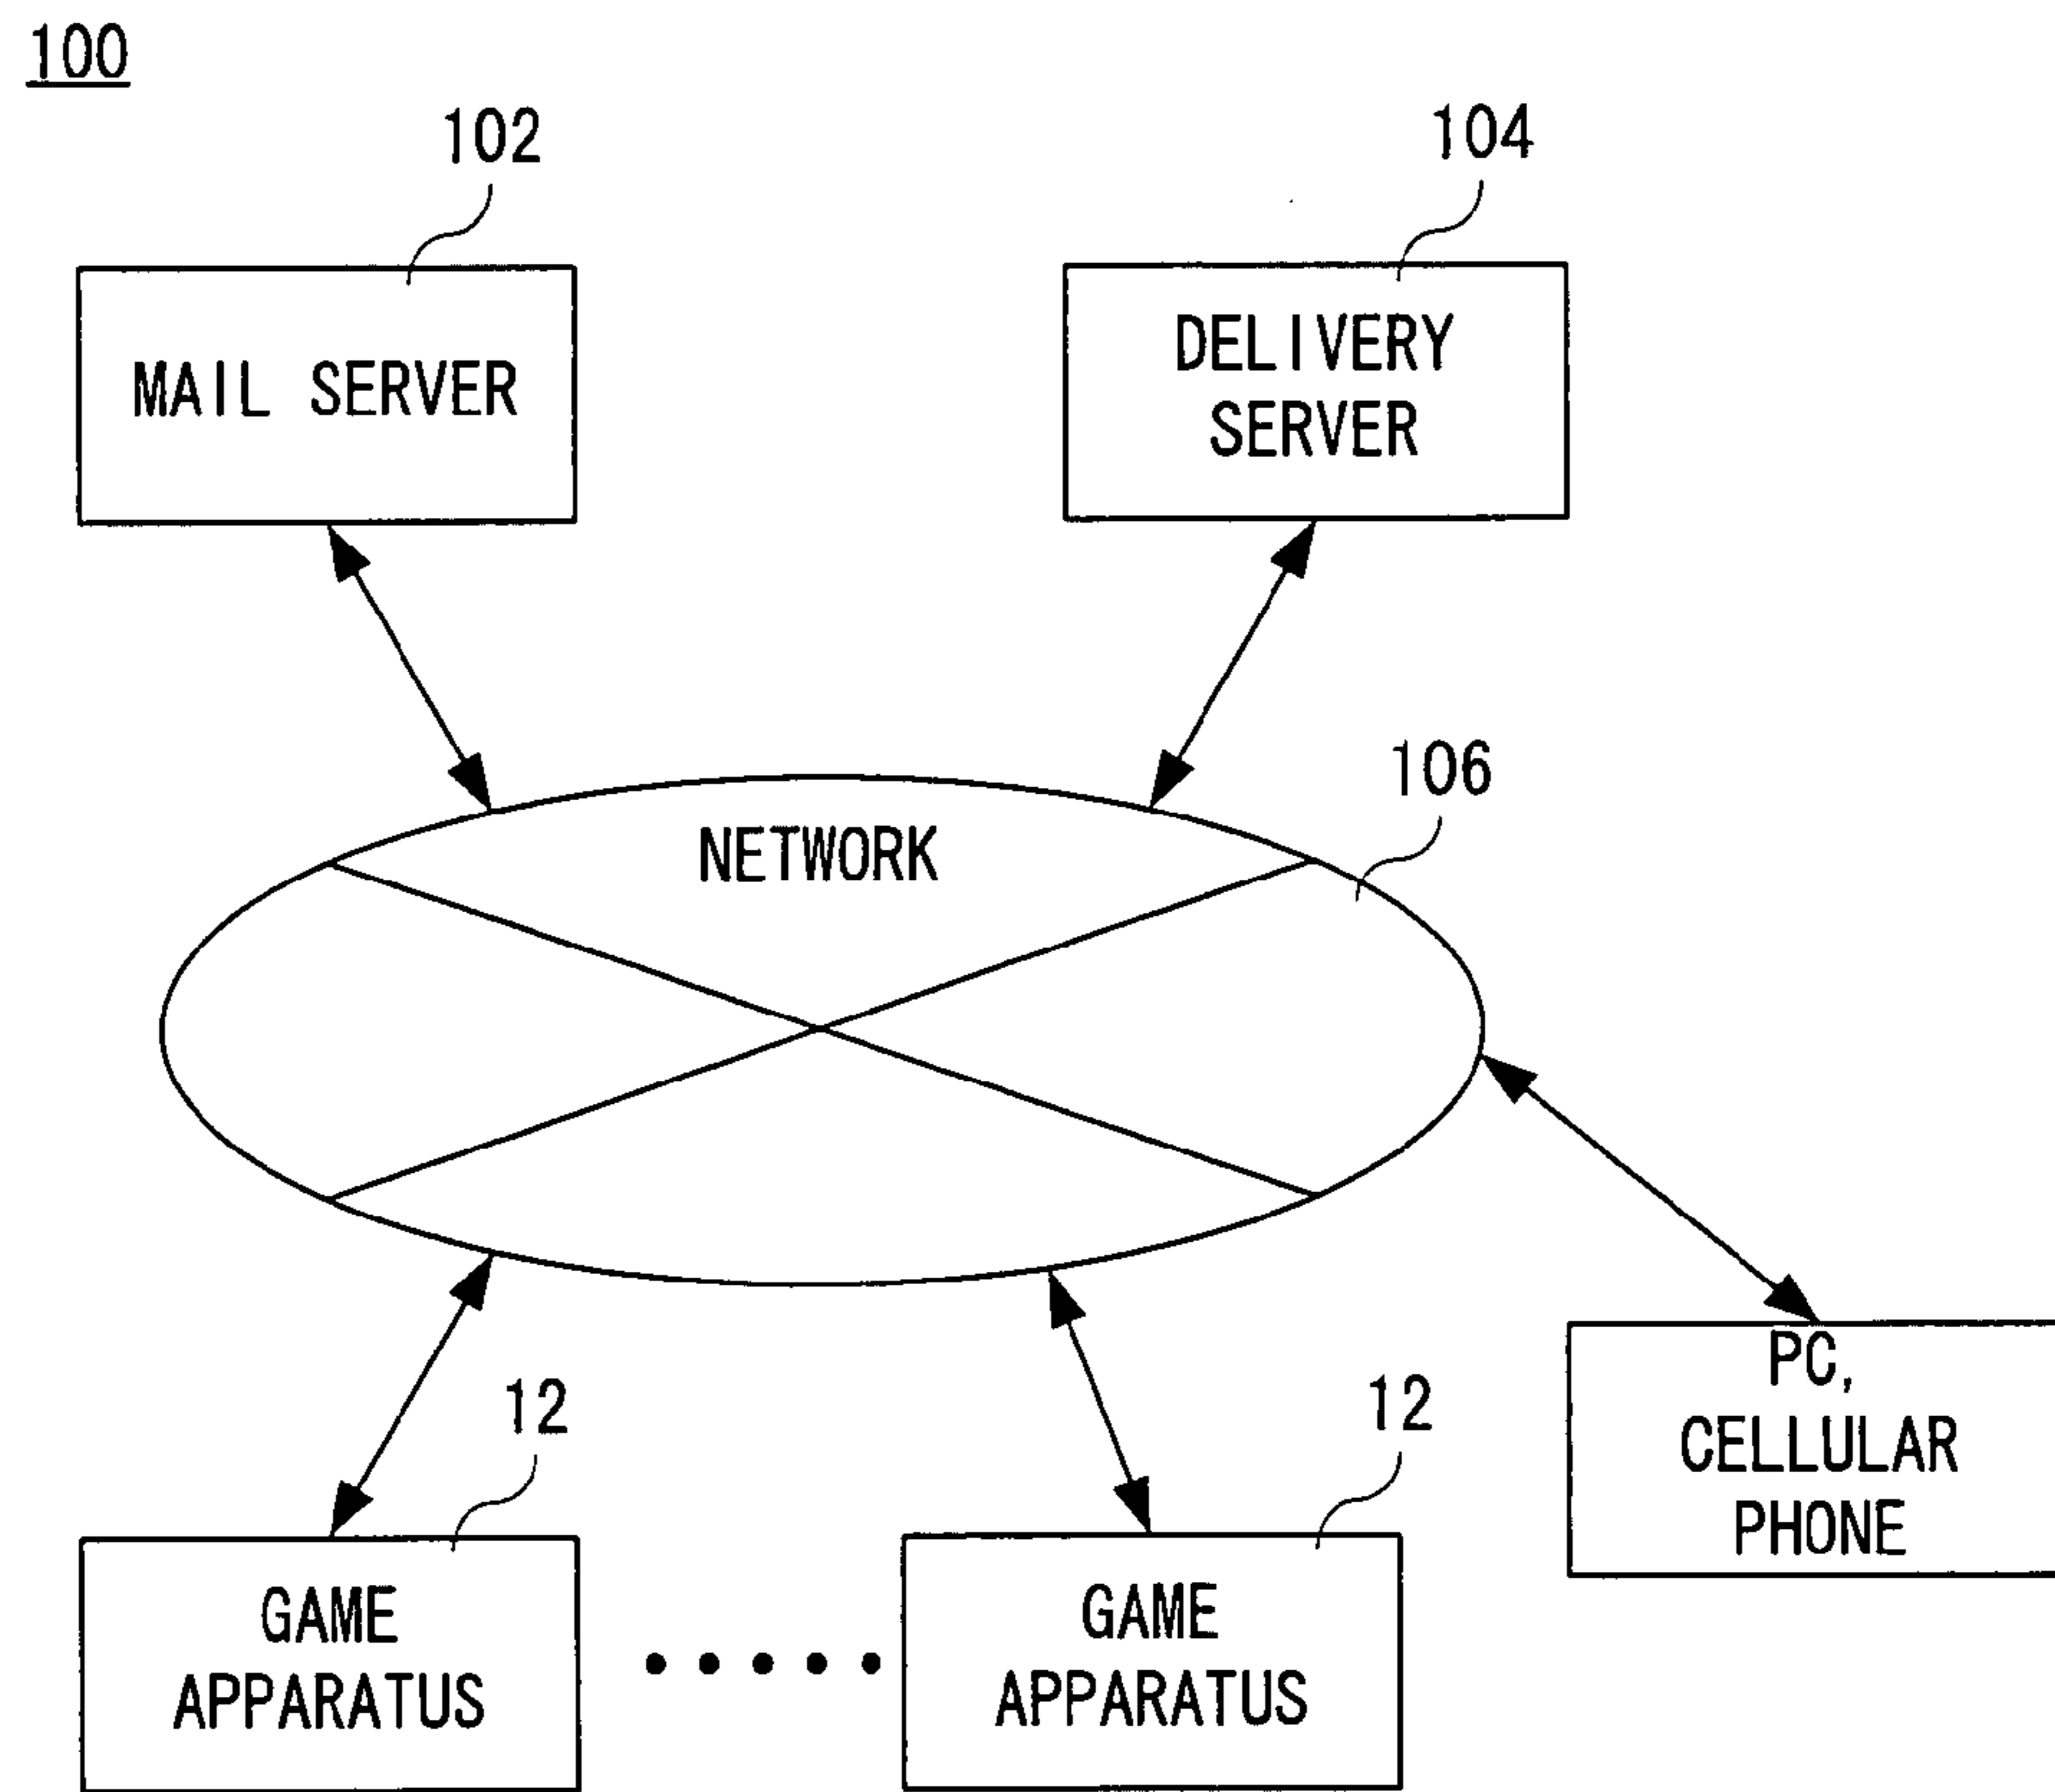 100
102
104
MAIL SERVER
DELIVERY
SERVER
106
NETWORK
12
12
PC,
CELLULAR
PHONE
GAME
APPARATUS
GAME
APPARATUS